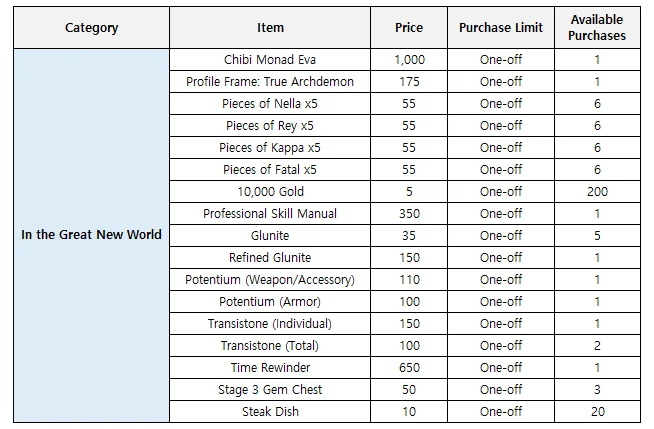 Category Item Price Purchase Limit Available Purchases
In the Great New World
Chibi Monad Eva 1,000 One-off 1
Profile Frame: True Archdemon 175 One-off 1
Pieces of Nella x5 55 One-off 6
Pieces of Rey x5 55 One-off 6
Pieces of Kappa x5 55 One-off 6
Pieces of Fatal x5 55 One-off 6
10,000 Gold 5 One-off 200
Professional Skill Manual 350 One-off 1
Glunite 35 One-off 5
Refined Glunite 150 One-off 1
Potentium (Weapon/Accessory) 110 One-off 1
Potentium (Armor) 100 One-off 1
Transistone (Individual) 150 One-off 1
Transistone (Total) 100 One-off 2
Time Rewinder 650 One-off 1
Stage 3 Gem Chest 50 One-off 3
Steak Dish 10 One-off 20